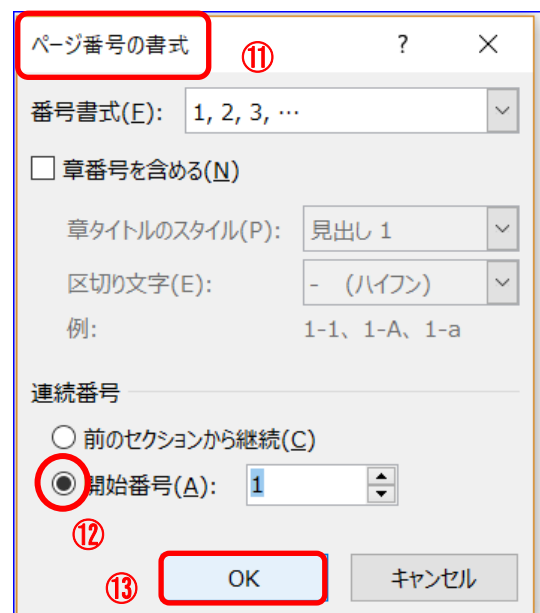 ページ番号の書式 ⑪ ? ×
番号書式(F): 1, 2, 3, …
章番号を含める(N)
章タイトルのスタイル(P): 見出し 1
区切り文字(E): - (ハイフン)
例: 1-1、1-A、1-a
連続番号
前のセクションから継続(C)
開始番号(A): 1
⑫
⑬ OK キャンセル